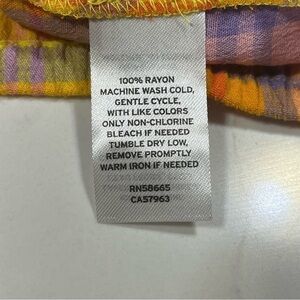 100% RAYON
MACHINE WASH COLD,
GENTLE CYCLE,
WITH LIKE COLORS
ONLY NON-CHLORINE
BLEACH IF NEEDED
TUMBLE DRY LOW,
REMOVE PROMPTLY
WARM IRON IF NEEDED
RN58665
CA57963